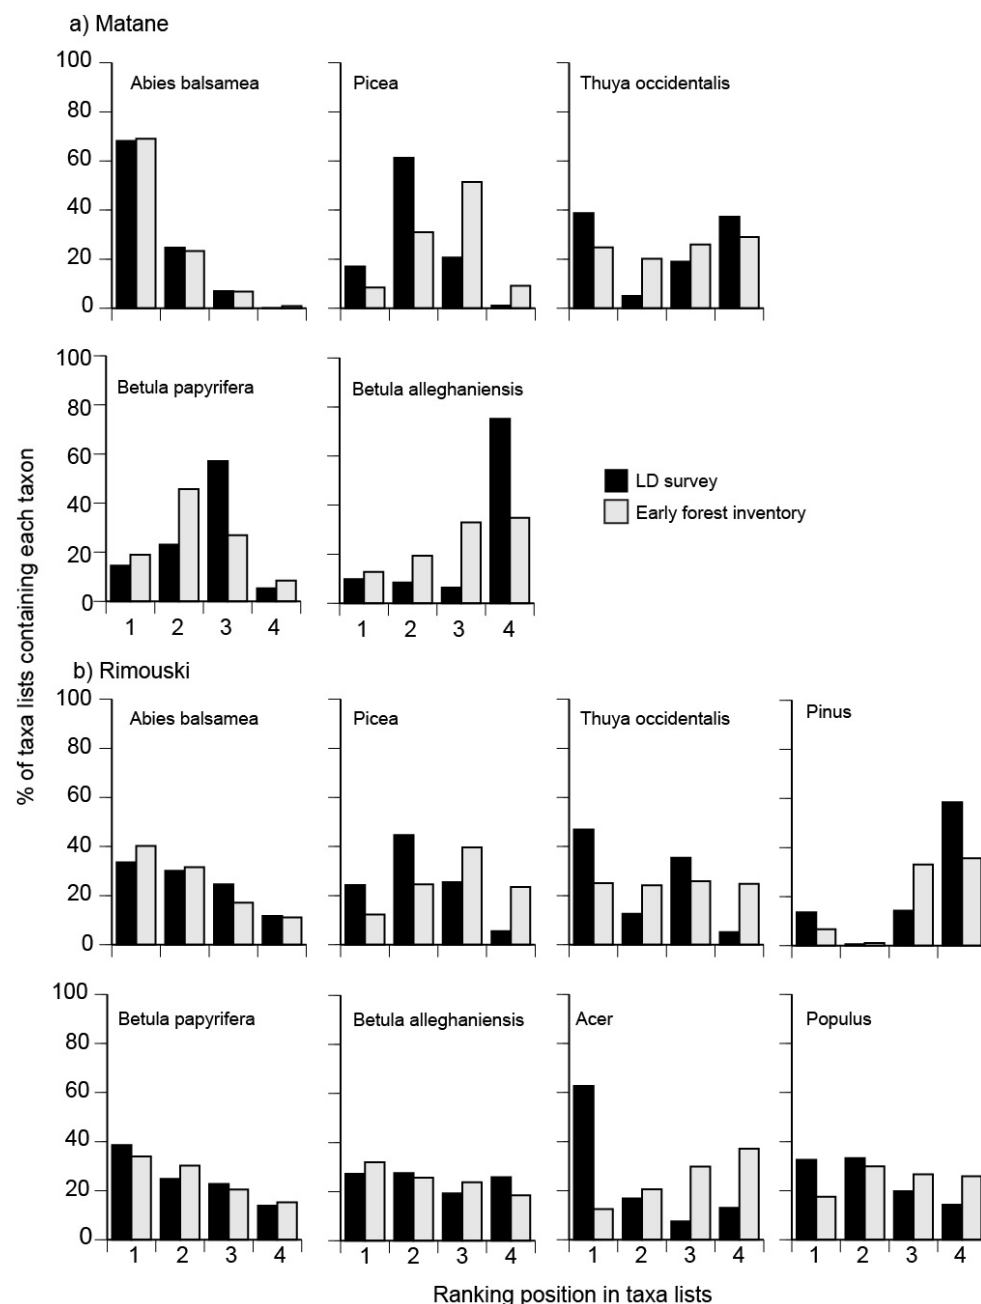 a) Matane
100
80
60
40
20
0
Abies balsamea
Picea
Thuya occidentalis
100
80
60
40
20
0
Betula papyrifera
Betula alleghaniensis
LD survey
Early forest inventory
1 2 3 4
1 2 3 4
% of taxa lists containing each taxon
b) Rimouski
100
80
60
40
20
0
Abies balsamea
Picea
Thuya occidentalis
Pinus
100
80
60
40
20
0
Betula papyrifera
Betula alleghaniensis
Acer
Populus
1 2 3 4
1 2 3 4
1 2 3 4
1 2 3 4
Ranking position in taxa lists